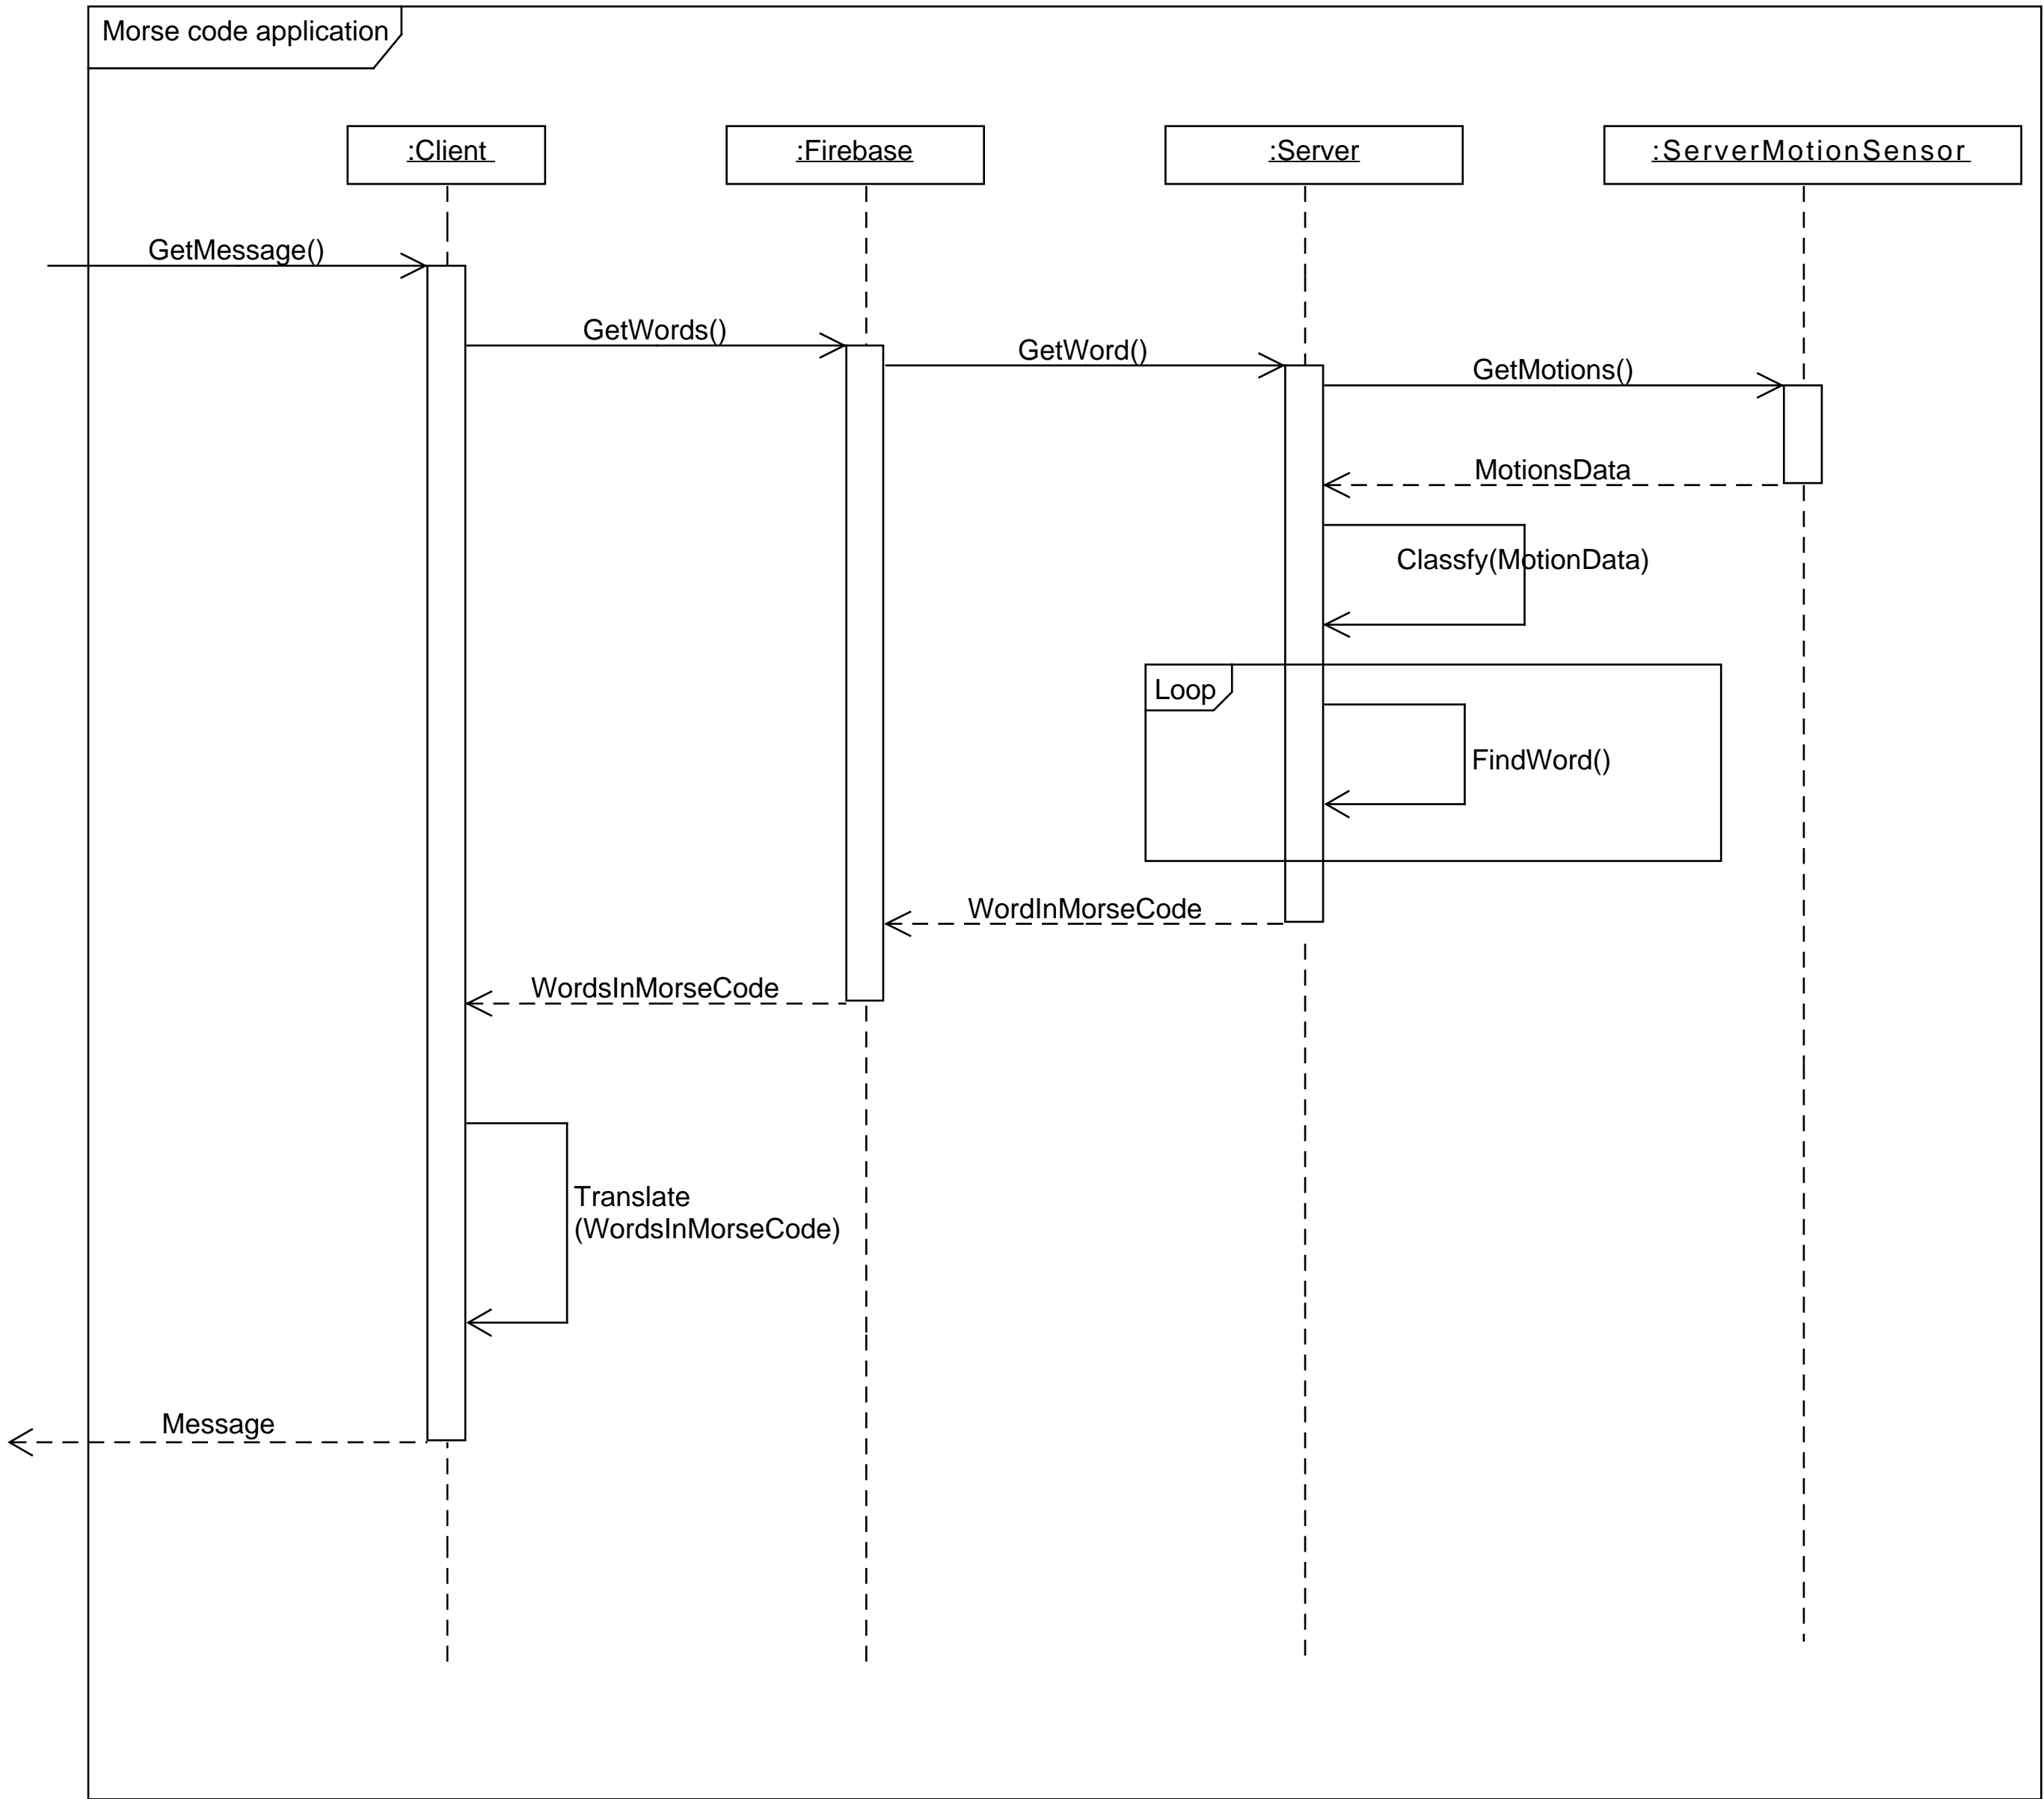 Morse code application
:Client
:Firebase
:Server
:ServerMotionSensor
GetMessage()
GetWords()
GetWord()
GetMotions()
MotionsData
Classfy(MotionData)
Loop
FindWord()
WordInMorseCode
WordsInMorseCode
Translate
(WordsInMorseCode)
Message